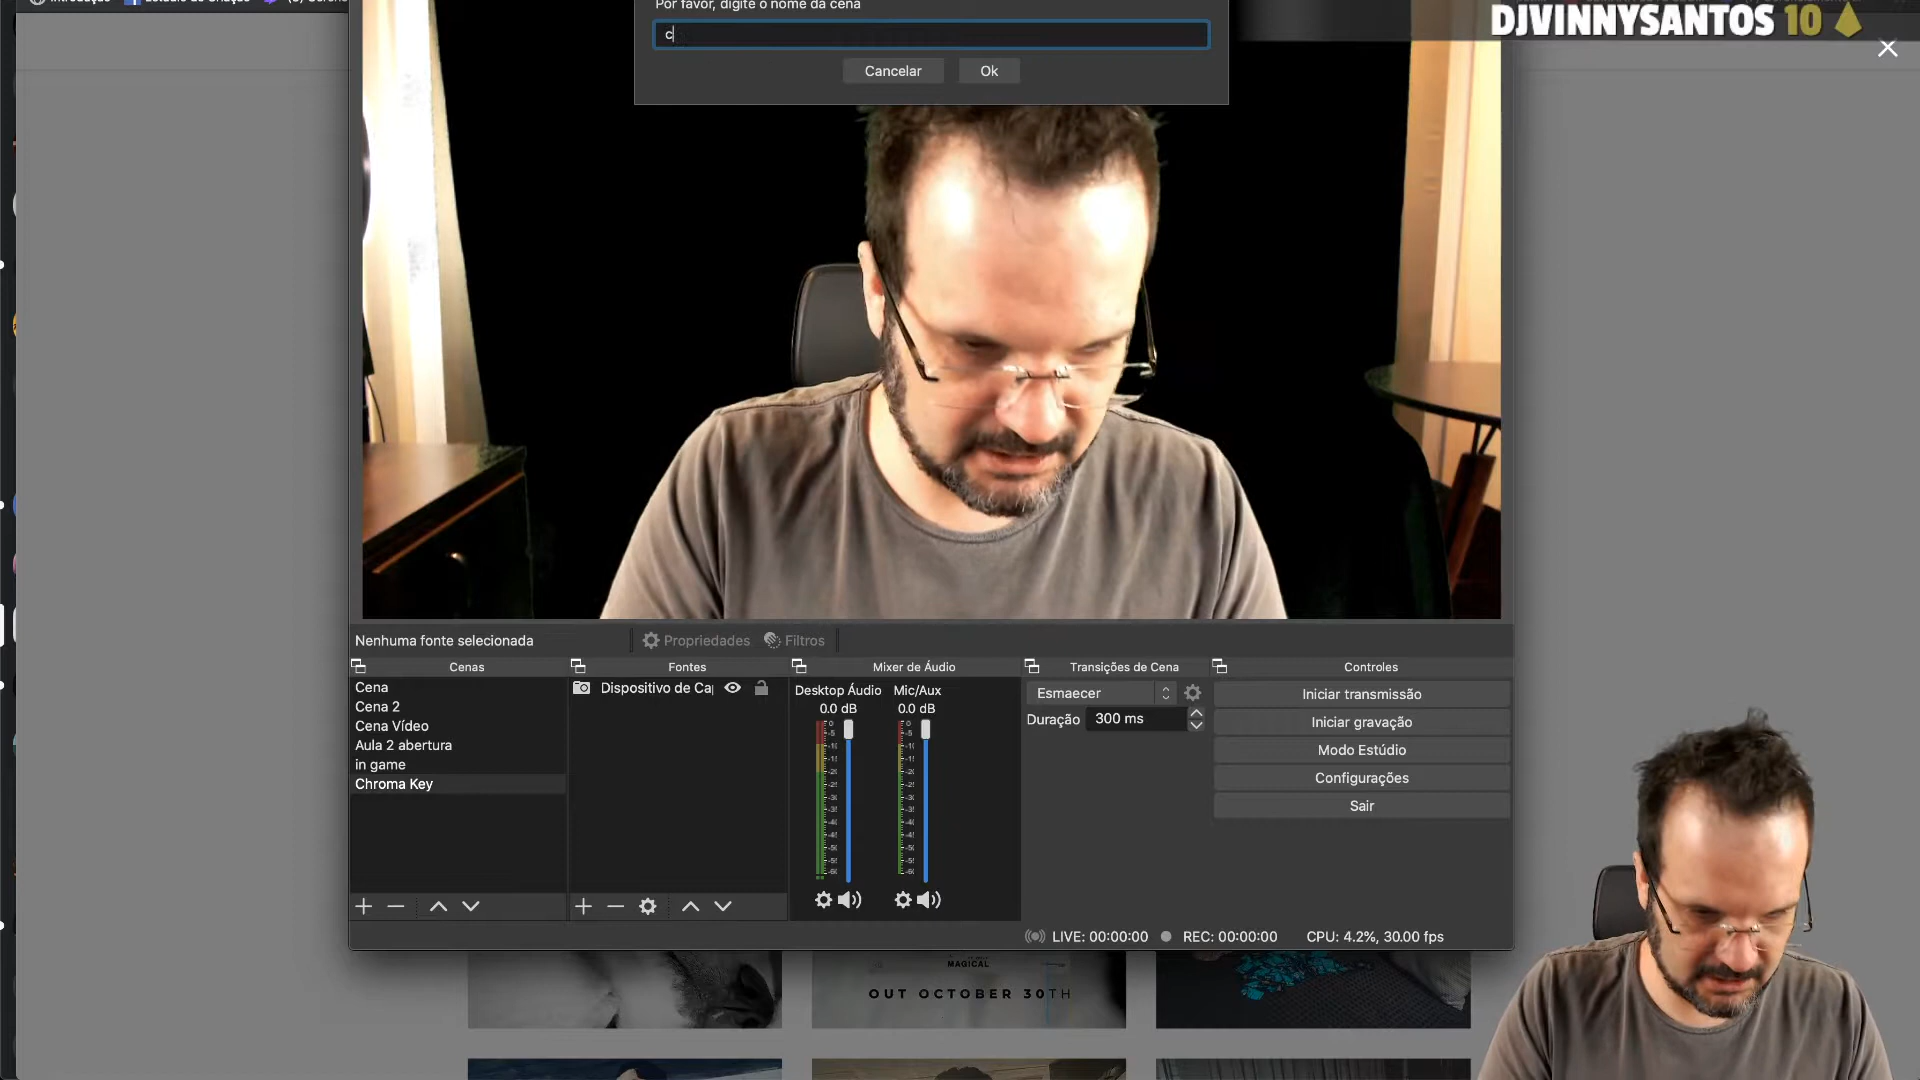 Introdução
Estúdio de Criação
DJVINNYSANTOS 10
Por favor, digite o nome da cena
c
Cancelar
Ok
Nenhuma fonte selecionada
Propriedades
Filtros
Cenas
Fontes
Mixer de Áudio
Transições de Cena
Controles
Cena
Cena 2
Cena Vídeo
Aula 2 abertura
in game
Chroma Key
Dispositivo de Ca
Desktop Áudio
0.0 dB
Mic/Aux
0.0 dB
Esmaecer
Duração
300 ms
Iniciar transmissão
Iniciar gravação
Modo Estúdio
Configurações
Sair
LIVE: 00:00:00
REC: 00:00:00
CPU: 4.2%, 30.00 fps
MAGICAL
OUT OCTOBER 30TH